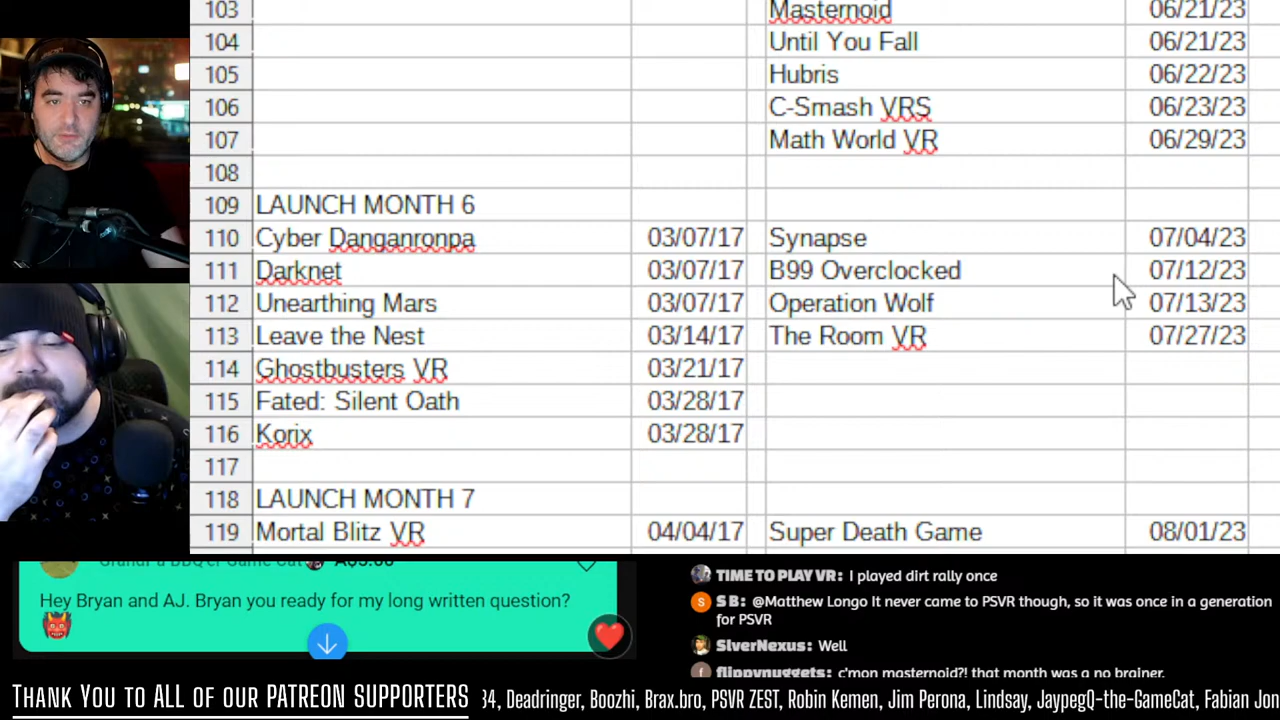 103 Masternoid 06/21/23
104 Until You Fall 06/21/23
105 Hubris 06/22/23
106 C-Smash VRS 06/23/23
107 Math World VR 06/29/23
108
109 LAUNCH MONTH 6
110 Cyber Danganronpa 03/07/17 Synapse 07/04/23
111 Darknet 03/07/17 B99 Overclocked 07/12/23
112 Unearthing Mars 03/07/17 Operation Wolf 07/13/23
113 Leave the Nest 03/14/17 The Room VR 07/27/23
114 Ghostbusters VR 03/21/17
115 Fated: Silent Oath 03/28/17
116 Korix 03/28/17
117
118 LAUNCH MONTH 7
119 Mortal Blitz VR 04/04/17 Super Death Game 08/01/23
Hey Bryan and AJ. Bryan you ready for my long written question?
TIME TO PLAY VR: I played dirt rally once
S B: @Matthew Longo It never came to PSVR though, so it was once in a generation
for PSVR
SlverNexus: Well
flippynuggets: c'mon masternoid?! that month was a no brainer.
THANK YOU TO ALL OF OUR PATREON SUPPORTERS
34, Deadringer, Boozhi, Brax.bro, PSVR ZEST, Robin Kemen, Jim Perona, Lindsay, JaypegQ-the-GameCat, Fabian Jon